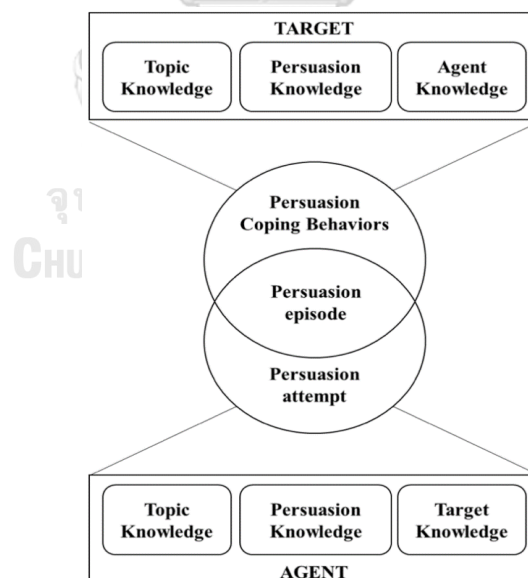 TARGET
Topic
Knowledge
Persuasion
Knowledge
Agent
Knowledge
Persuasion
Coping Behaviors
Persuasion
episode
Persuasion
attempt
Topic
Knowledge
Persuasion
Knowledge
Target
Knowledge
AGENT